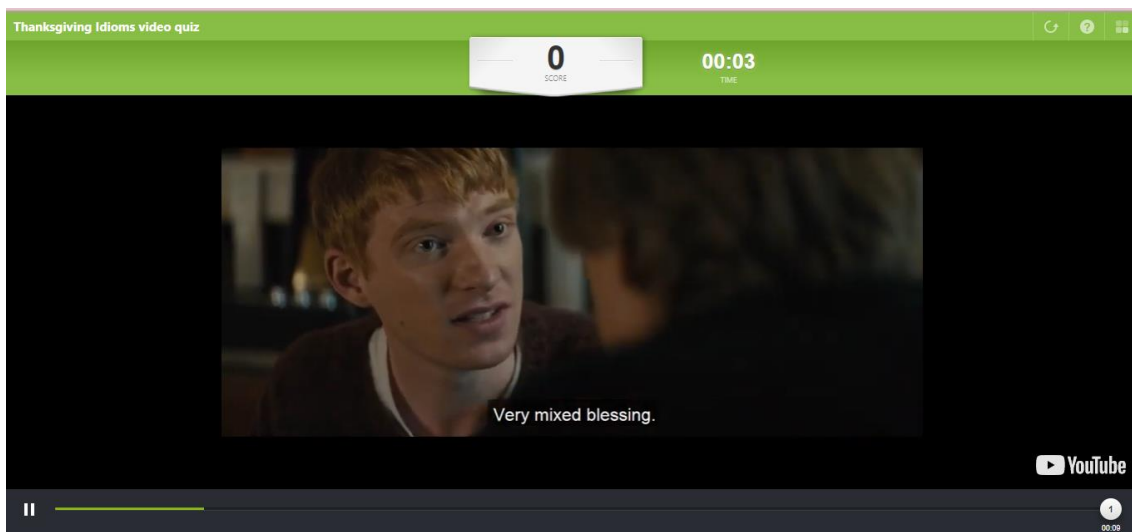 Thanksgiving Idioms video quiz
?
0
SCORE
00:03
TIME
Very mixed blessing.
YouTube
1
00:09